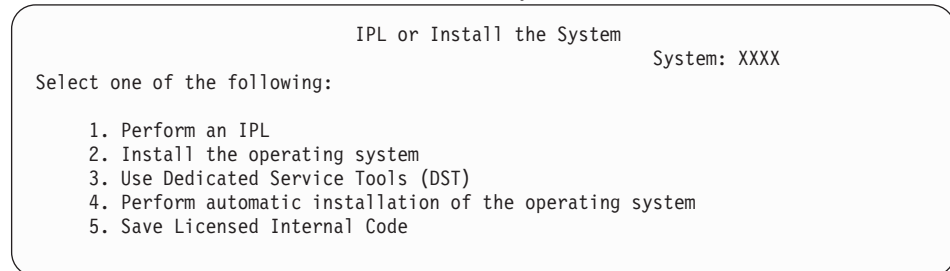 IPL or Install the System
System: XXXX
Select one of the following:
1. Perform an IPL
2. Install the operating system
3. Use Dedicated Service Tools (DST)
4. Perform automatic installation of the operating system
5. Save Licensed Internal Code